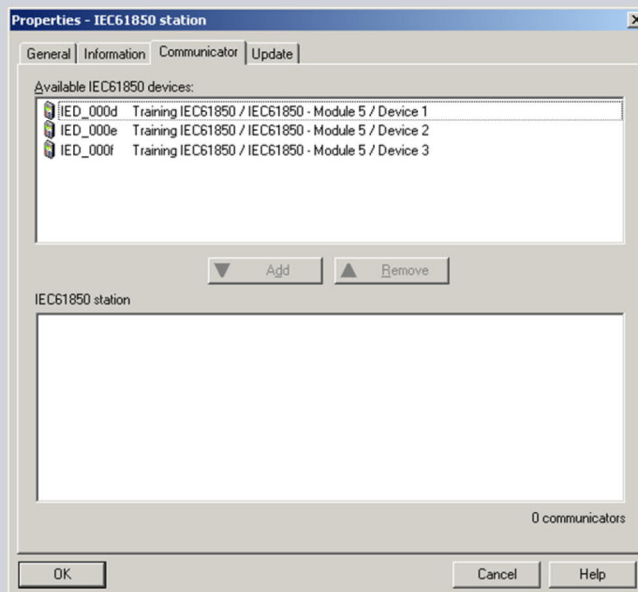 Properties - IEC61850 station
General Information Communicator Update
Available IEC61850 devices:
IED_000d Training IEC61850 / IEC61850 - Module 5 / Device 1
IED_000e Training IEC61850 / IEC61850 - Module 5 / Device 2
IED_000f Training IEC61850 / IEC61850 - Module 5 / Device 3
Add Remove
IEC61850 station
0 communicators
OK Cancel Help